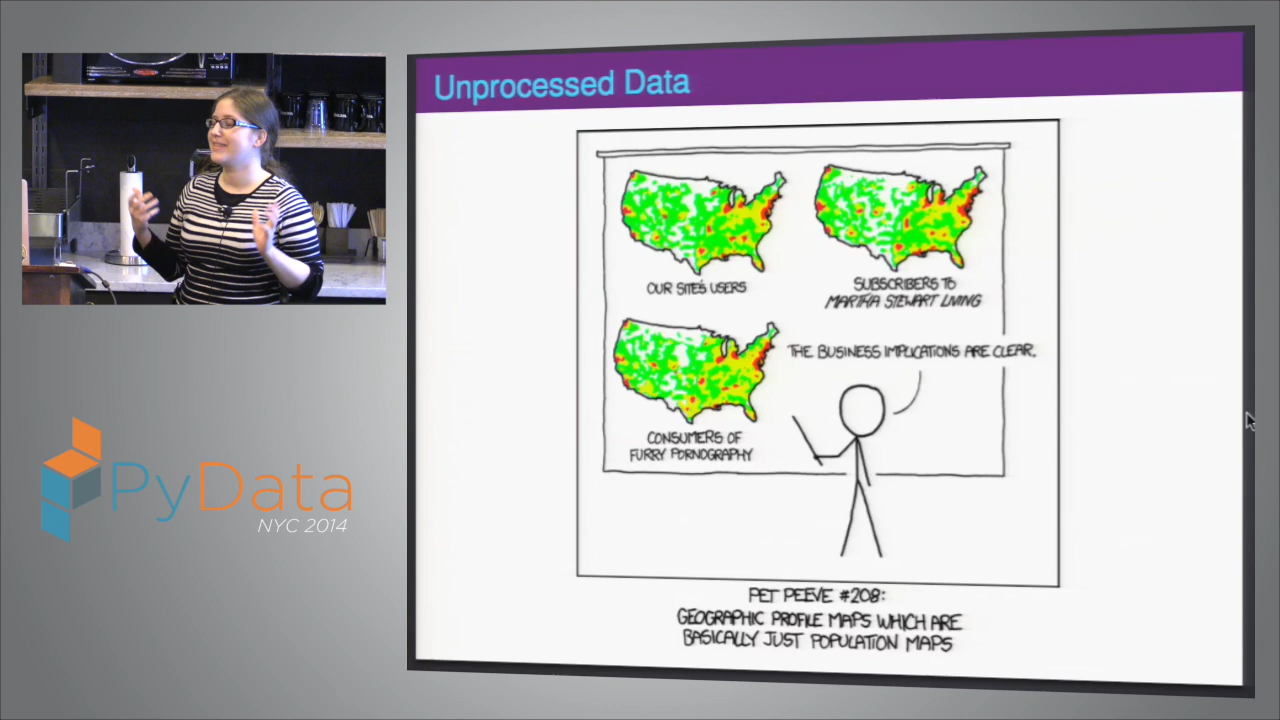 Unprocessed Data
OUR SITE'S USERS
SUBSCRIBERS TO
MARTHA STEWART LIVING
THE BUSINESS IMPLICATIONS ARE CLEAR.
CONSUMERS OF
FURRY PORNOGRAPHY
PET PEEVE #208:
GEOGRAPHIC PROFILE MAPS WHICH ARE
BASICALLY JUST POPULATION MAPS
PyData
NYC 2014